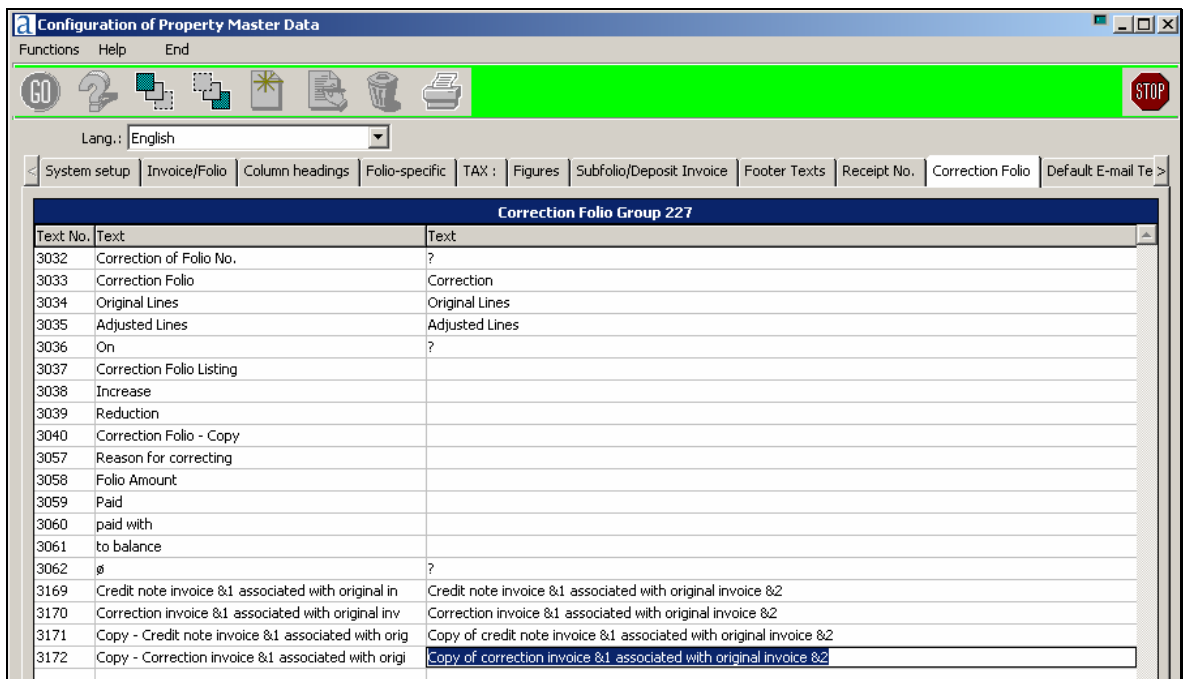 Configuration of Property Master Data
Functions Help End
GO STOP
Lang.: English
< System setup Invoice/Folio Column headings Folio-specific TAX : Figures Subfolio/Deposit Invoice Footer Texts Receipt No. Correction Folio Default E-mail Te >
Correction Folio Group 227
Text No. Text Text
3032 Correction of Folio No. ?
3033 Correction Folio Correction
3034 Original Lines Original Lines
3035 Adjusted Lines Adjusted Lines
3036 On ?
3037 Correction Folio Listing
3038 Increase
3039 Reduction
3040 Correction Folio - Copy
3057 Reason for correcting
3058 Folio Amount
3059 Paid
3060 paid with
3061 to balance
3062 ø ?
3169 Credit note invoice &1 associated with original in Credit note invoice &1 associated with original invoice &2
3170 Correction invoice &1 associated with original inv Correction invoice &1 associated with original invoice &2
3171 Copy - Credit note invoice &1 associated with orig Copy of credit note invoice &1 associated with original invoice &2
3172 Copy - Correction invoice &1 associated with origi Copy of correction invoice &1 associated with original invoice &2